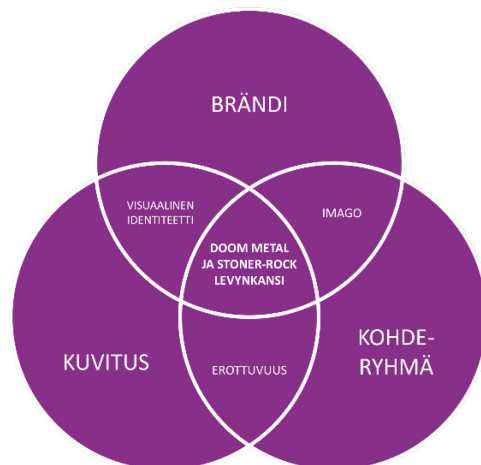 BRÄNDI
VISUAALINEN
IDENTITEETTI
IMAGO
DOOM METAL
JA STONER-ROCK
LEVYNKANSI
KUVITUS
EROTTUVUUS
KOHDE-
RYHMÄ